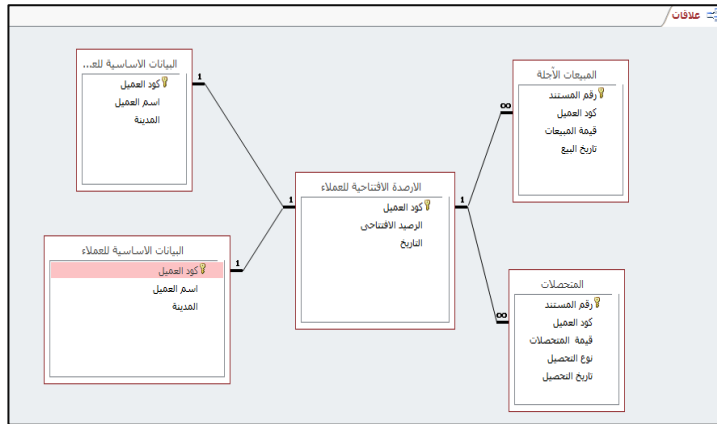 علاقات
المبيعات الآجلة
رقم المستند
كود العميل
قيمة المبيعات
تاريخ البيع
∞
البيانات الاساسية للعـ...
كود العميل
اسم العميل
المدينة
1
الارصدة الافتتاحية للعملاء
كود العميل
الرصيد الافتتاحى
التاريخ
1
1
البيانات الاساسية للعملاء
كود العميل
اسم العميل
المدينة
1
المتحصلات
رقم المستند
كود العميل
قيمة المتحصلات
نوع التحصيل
تاريخ التحصيل
∞